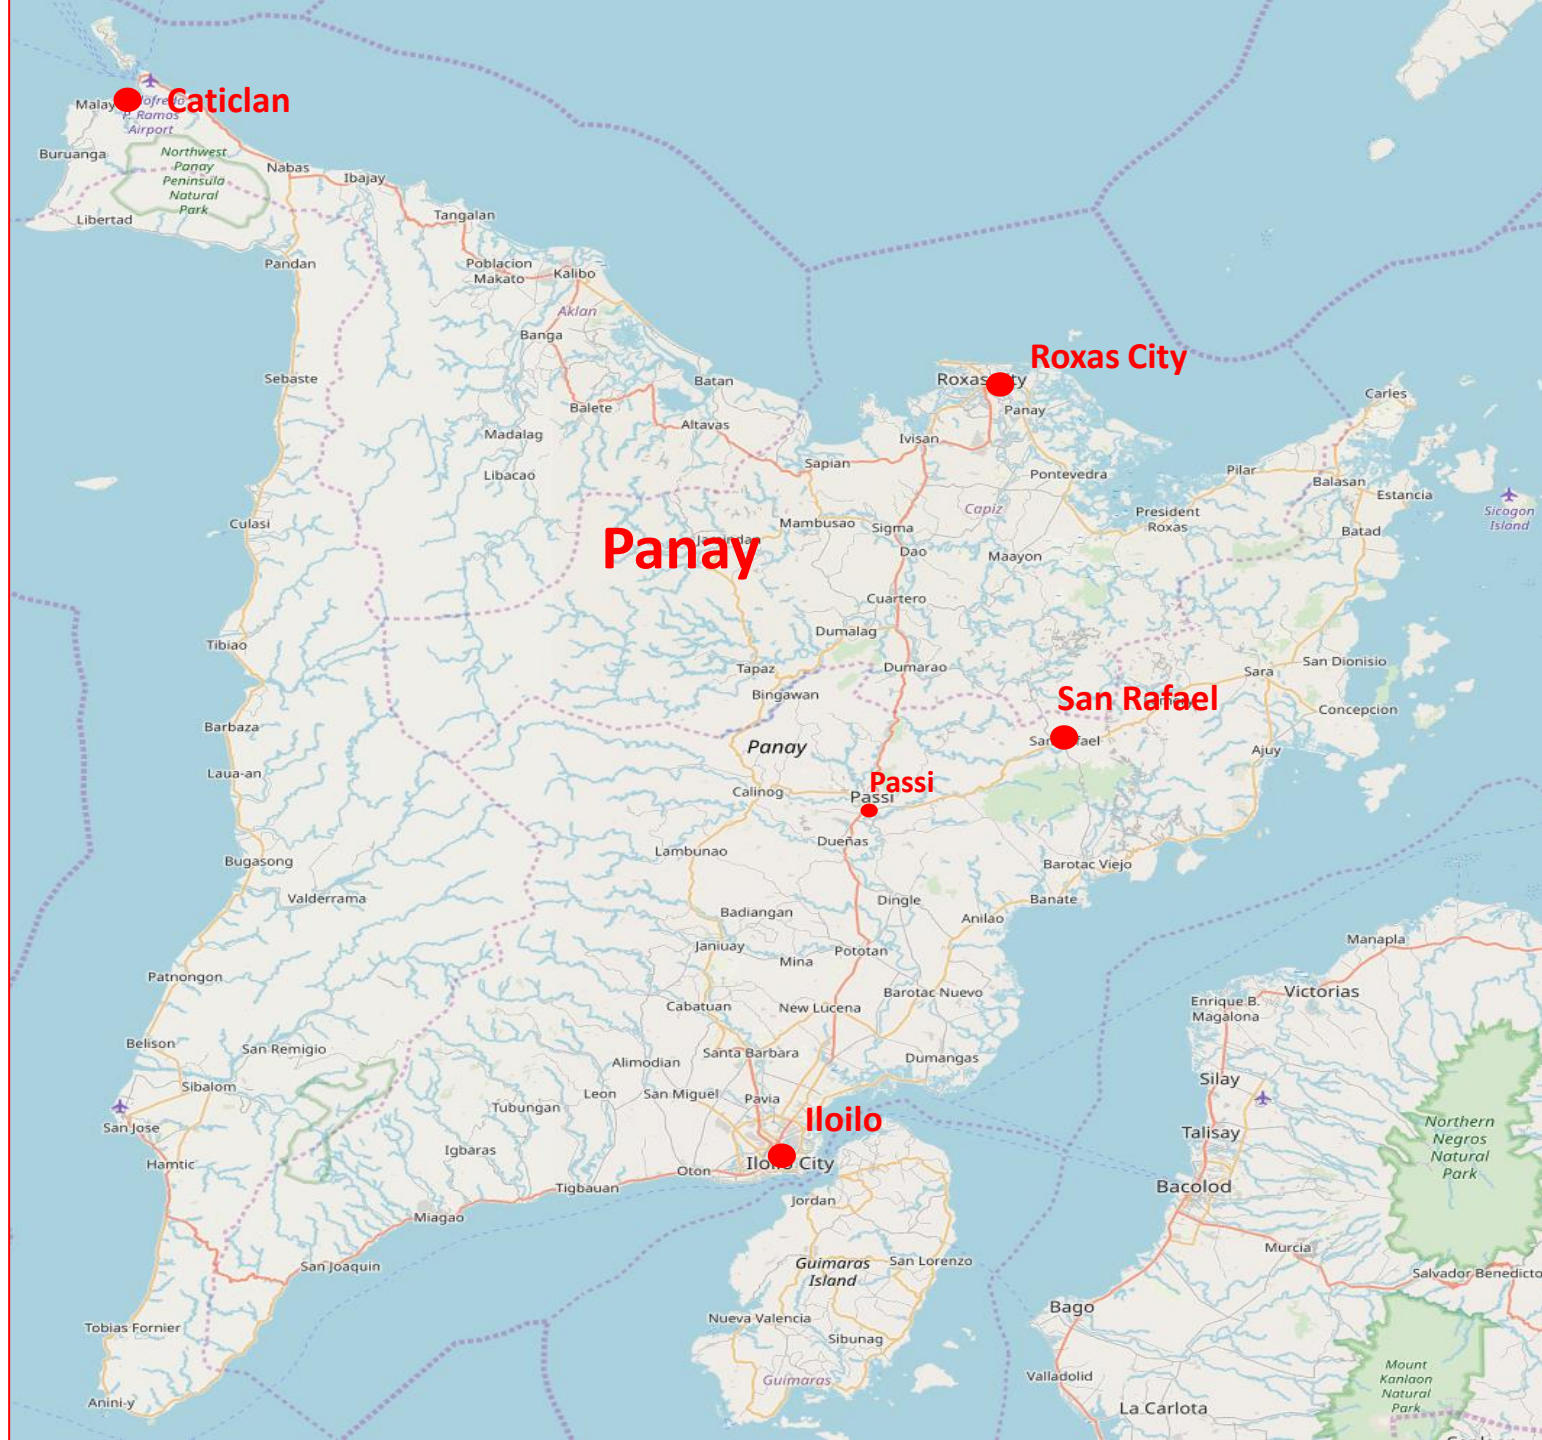 Caticlan
Malay
P. Ramos
Airport
Buruanga
Northwest
Panay
Peninsula
Natural
Park
Nabas
Ibajay
Libertad
Tangalan
Pandan
Poblacion
Makato
Kalibo
Aklan
Banga
Roxas City
Sebaste
Batan
Roxas City
Carles
Balete
Panay
Altavas
Madalag
Ivisan
Libacao
Sapian
Pontevedra
Pilar
Balasan
Estancia
Culasi
Mambusao
Sigma
Capiz
President
Roxas
Sicogon
Island
Batad
Panay
Dao
Maayon
Cuartero
Dumalag
Tibiao
Tapaz
Dumarao
Sara
San Dionisio
Bingawan
San Rafael
Concepcion
Barbaza
Panay
San Rafael
Ajuy
Laua-an
Passi
Calinog
Passi
Dueñas
Lambunao
Bugasong
Barotac Viejo
Valderrama
Dingle
Banate
Badiangan
Anilao
Janiuay
Pototan
Manapla
Mina
Patnongon
Barotac Nuevo
Victorias
Cabatuan
New Lucena
Enrique B.
Magalona
Belison
San Remigio
Santa Barbara
Dumangas
Alimodian
Sibalom
Leon
San Miguel
Pavia
Silay
Tubungan
San Jose
Iloilo
Talisay
Northern
Negros
Natural
Park
Igbaras
Hamtic
Oton
Iloilo City
Tigbauan
Bacolod
Jordan
Miagao
Murcia
San Joaquin
Guimaras
Island
San Lorenzo
Salvador Benedicto
Bago
Nueva Valencia
Tobias Fornier
Sibunag
Guimaras
Valladolid
Mount
Kanlaon
Natural
Park
Anini-y
La Carlota